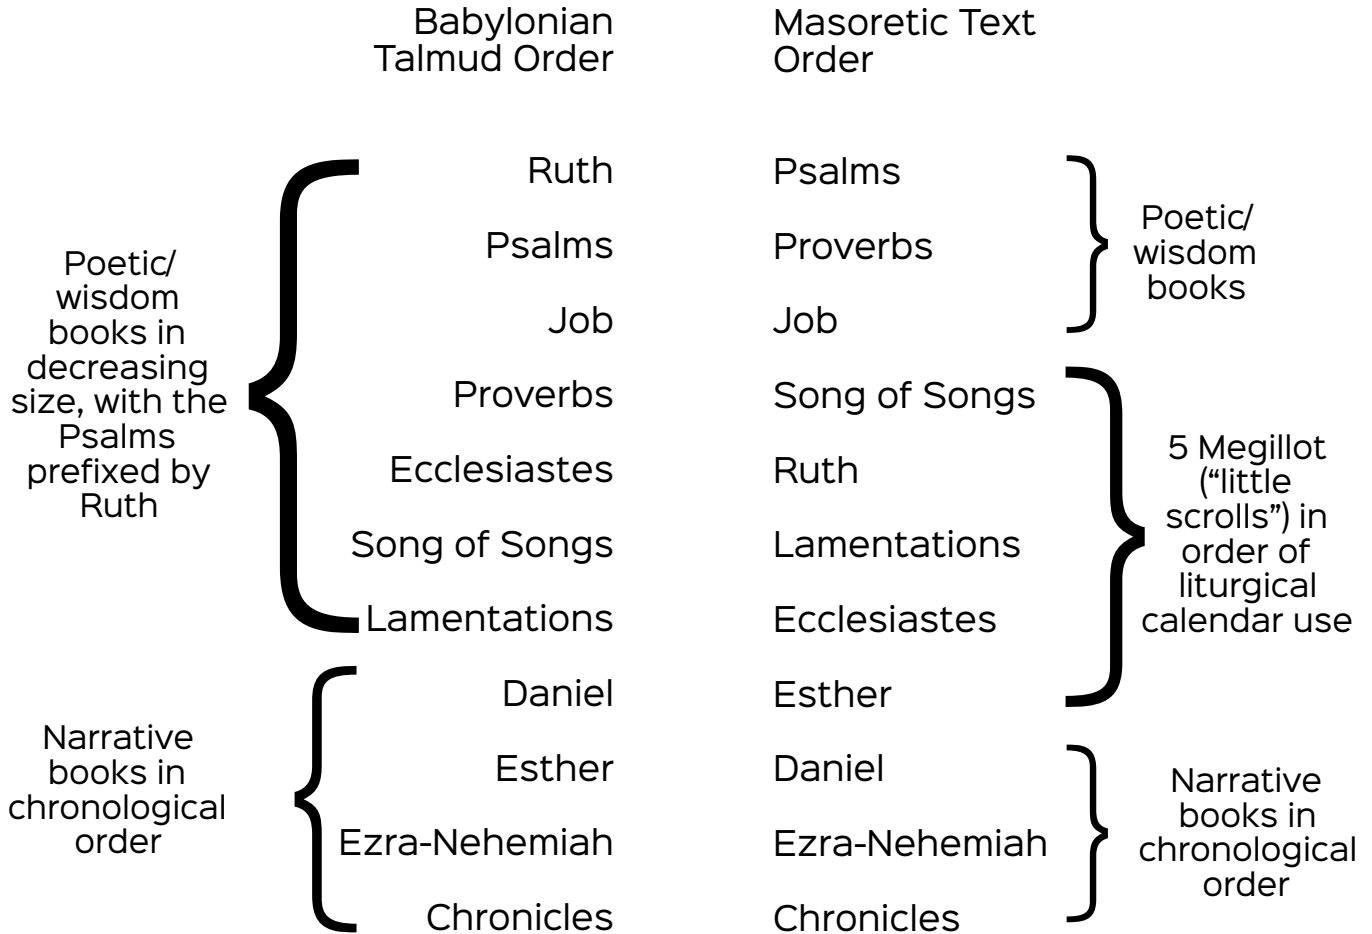 Babylonian
Talmud Order
Masoretic Text
Order
Poetic/
wisdom
books in
decreasing
size, with the
Psalms
prefixed by
Ruth
Narrative
books in
chronological
order
Ruth
Psalms
Job
Proverbs
Ecclesiastes
Song of Songs
Lamentations
Daniel
Esther
Ezra-Nehemiah
Chronicles
Psalms
Proverbs
Job
Song of Songs
Ruth
Lamentations
Ecclesiastes
Esther
Daniel
Ezra-Nehemiah
Chronicles
Poetic/
wisdom
books
5 Megillot
(“little
scrolls”) in
order of
liturgical
calendar use
Narrative
books in
chronological
order